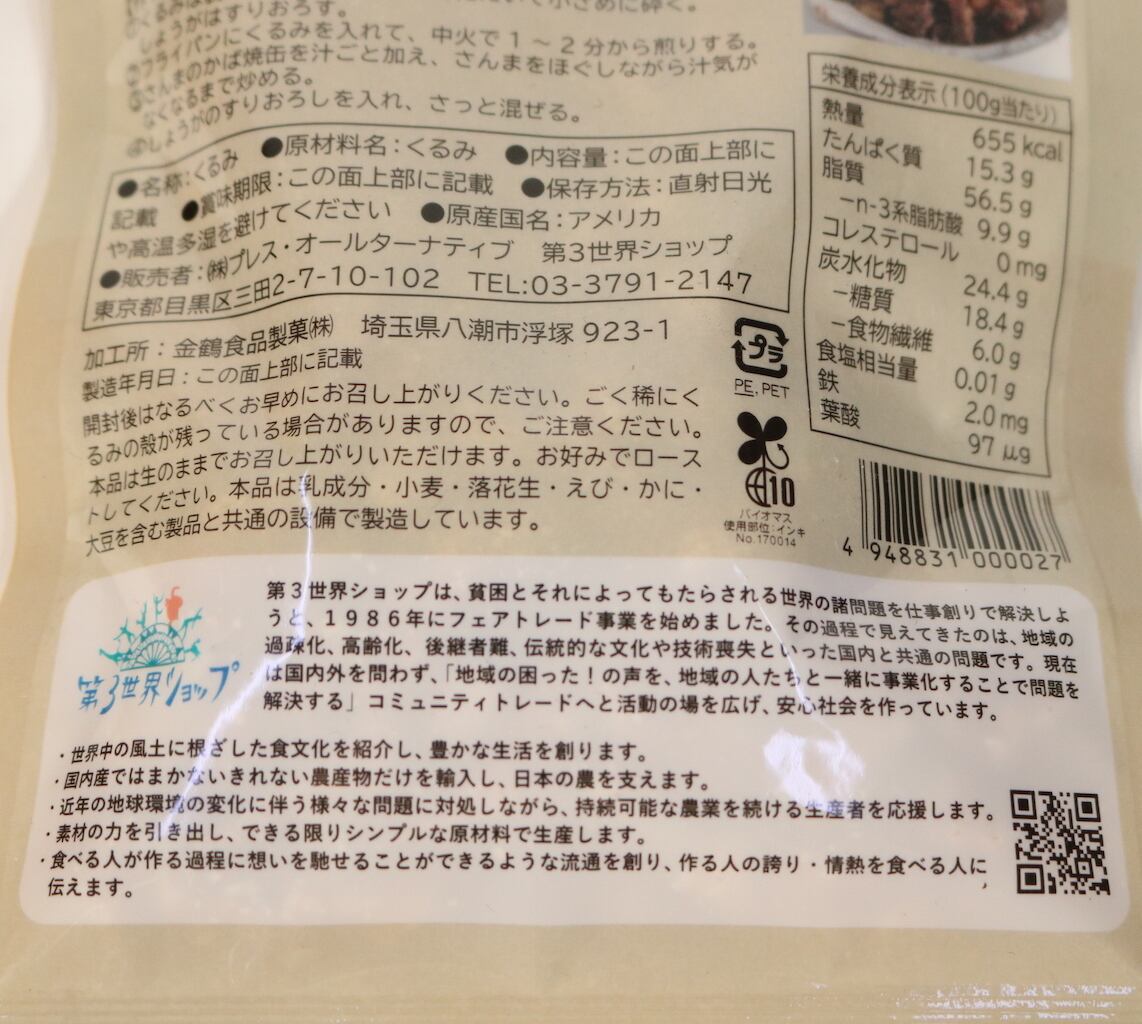 しょうがはすりおろす。
フライパンにくるみを入れて、中火で1～2分から煎りする。
さんまのかば焼缶を汁ごと加え、さんまをほぐしながら汁気が
なくなるまで炒める。
④しょうがのすりおろしを入れ、さっと混ぜる。
●名称：くるみ ●原材料名：くるみ ●内容量：この面上部に
記載 ●賞味期限：この面上部に記載 ●保存方法：直射日光
や高温多湿を避けてください ●原産国名：アメリカ
●販売者：㈱プレス・オールターナティブ 第3世界ショップ
東京都目黒区三田2-7-10-102 TEL:03-3791-2147
加工所：金鶴食品製菓㈱ 埼玉県八潮市浮塚 923-1
製造年月日：この面上部に記載
開封後はなるべくお早めにお召し上がりください。ごく稀にく
るみの殻が残っている場合がありますので、ご注意ください。
本品は生のままでお召し上がりいただけます。お好みでロース
トしてください。本品は乳成分・小麦・落花生・えび・かに・
大豆を含む製品と共通の設備で製造しています。
プラ
PE, PET
10
バイオマス
使用部位：インキ
No.170014
栄養成分表示（100g当たり）
熱量 655 kcal
たんぱく質 15.3 g
脂質 56.5 g
－n-3系脂肪酸 9.9 g
コレステロール 0 mg
炭水化物 24.4 g
－糖質 18.4 g
－食物繊維 6.0 g
食塩相当量 0.01 g
鉄 2.0 mg
葉酸 97 μg
4 948831 000027
第3世界ショップ
第3世界ショップは、貧困とそれによってもたらされる世界の諸問題を仕事創りで解決しよ
うと、1986年にフェアトレード事業を始めました。その過程で見えてきたのは、地域の
過疎化、高齢化、後継者難、伝統的な文化や技術喪失といった国内と共通の問題です。現在
は国内外を問わず、「地域の困った！の声を、地域の人たちと一緒に事業化することで問題を
解決する」コミュニティトレードへと活動の場を広げ、安心社会を作っています。
・世界中の風土に根ざした食文化を紹介し、豊かな生活を創ります。
・国内産ではまかないきれない農産物だけを輸入し、日本の農を支えます。
・近年の地球環境の変化に伴う様々な問題に対処しながら、持続可能な農業を続ける生産者を応援します。
・素材の力を引き出し、できる限りシンプルな原材料で生産します。
・食べる人が作る過程に想いを馳せることができるような流通を創り、作る人の誇り・情熱を食べる人に
伝えます。